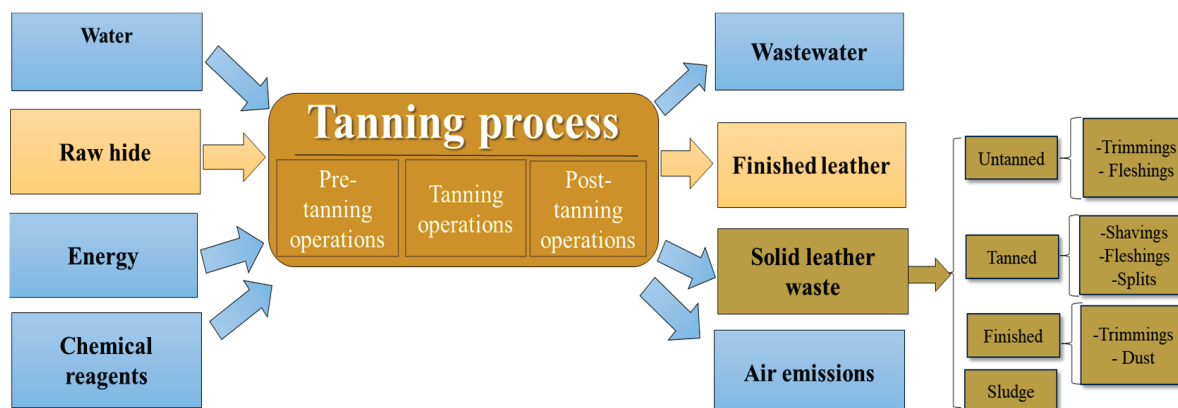 Water
Raw hide
Energy
Chemical
reagents
Tanning process
Pre-
tanning
operations
Tanning
operations
Post-
tanning
operations
Wastewater
Finished leather
Solid leather
waste
Air emissions
Untanned
-Trimmings
- Fleshings
Tanned
-Shavings
-Fleshings
-Splits
Finished
-Trimmings
- Dust
Sludge